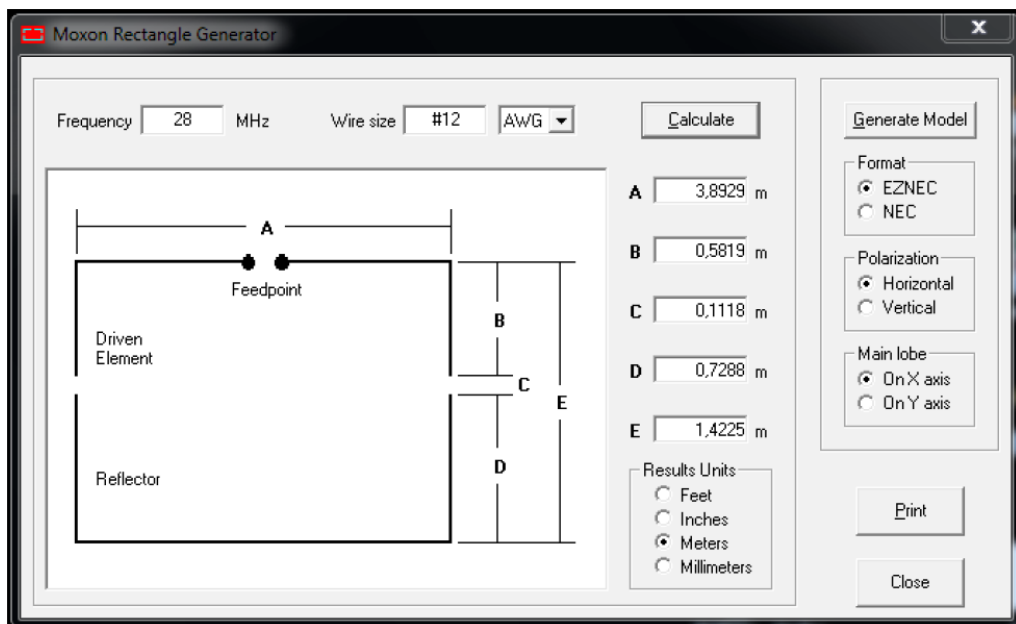 Moxon Rectangle Generator
x
Frequency 28 MHz Wire size #12 AWG Calculate
A
Feedpoint
Driven
Element
B
C
E
D
Reflector
A 3,8929 m
B 0,5819 m
C 0,1118 m
D 0,7288 m
E 1,4225 m
Results Units
Feet
Inches
Meters
Millimeters
Generate Model
Format
EZNEC
NEC
Polarization
Horizontal
Vertical
Main lobe
On X axis
On Y axis
Print
Close